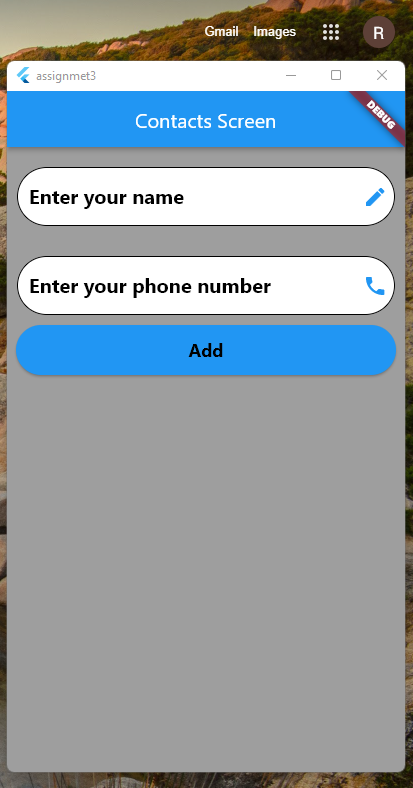 Gmail Images
R
assignmet3
Contacts Screen
DEBUG
Enter your name
Enter your phone number
Add